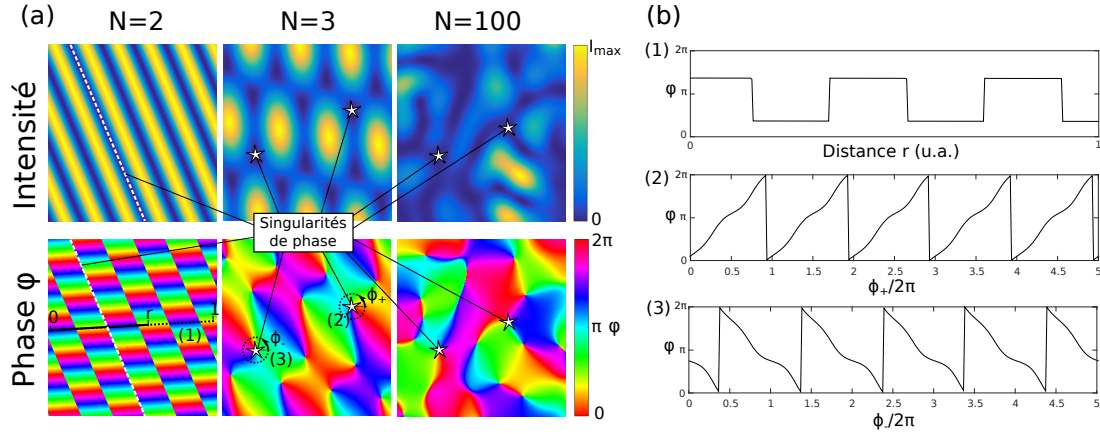 (a)
N=2
N=3
N=100
Intensité
I max
0
Singularités
de phase
Phase φ
0
r
1
(1)
ϕ+
(2)
ϕ-
(3)
2π
π φ
0
(b)
(1)
2π
φ π
0
0
1
Distance r (u.a.)
(2)
2π
φ π
0
0 0.5 1 1.5 2 2.5 3 3.5 4 4.5 5
ϕ+/2π
(3)
2π
φ π
0
0 0.5 1 1.5 2 2.5 3 3.5 4 4.5 5
ϕ-/2π